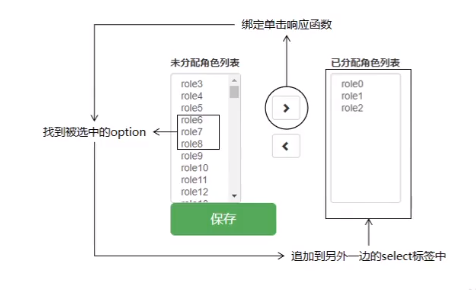 绑定单击响应函数
未分配角色列表
已分配角色列表
role3
role4
role5
role6
role7
role8
role9
role10
role11
role12
role0
role1
role2
找到被选中的option
保存
追加到另外一边的select标签中